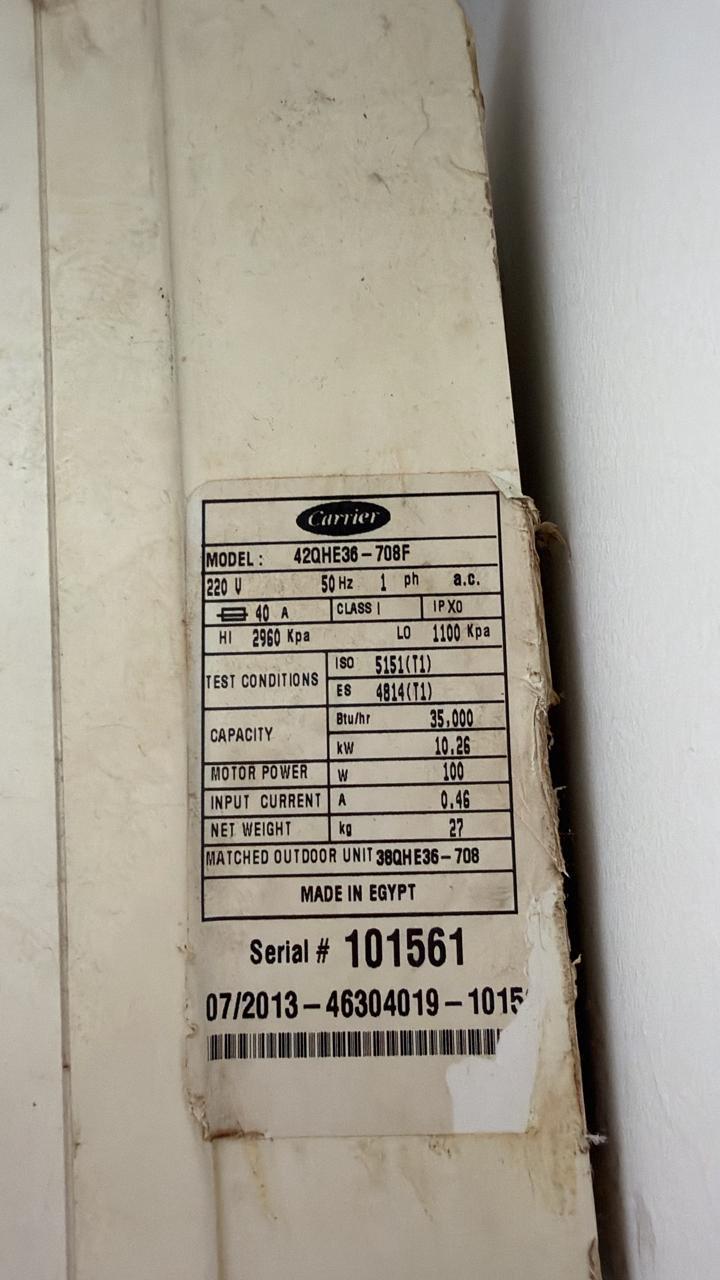 Carrier
MODEL : 42QHE36-708F
220 V 50 Hz 1 ph a.c.
40 A CLASS I IPX0
HI 2960 Kpa LO 1100 Kpa
TEST CONDITIONS
ISO 5151(T1)
ES 4814(T1)
CAPACITY
Btu/hr 35,000
kW 10.26
MOTOR POWER W 100
INPUT CURRENT A 0.46
NET WEIGHT kg 27
MATCHED OUTDOOR UNIT 38QHE36-708
MADE IN EGYPT
Serial # 101561
07/2013-46304019-1015